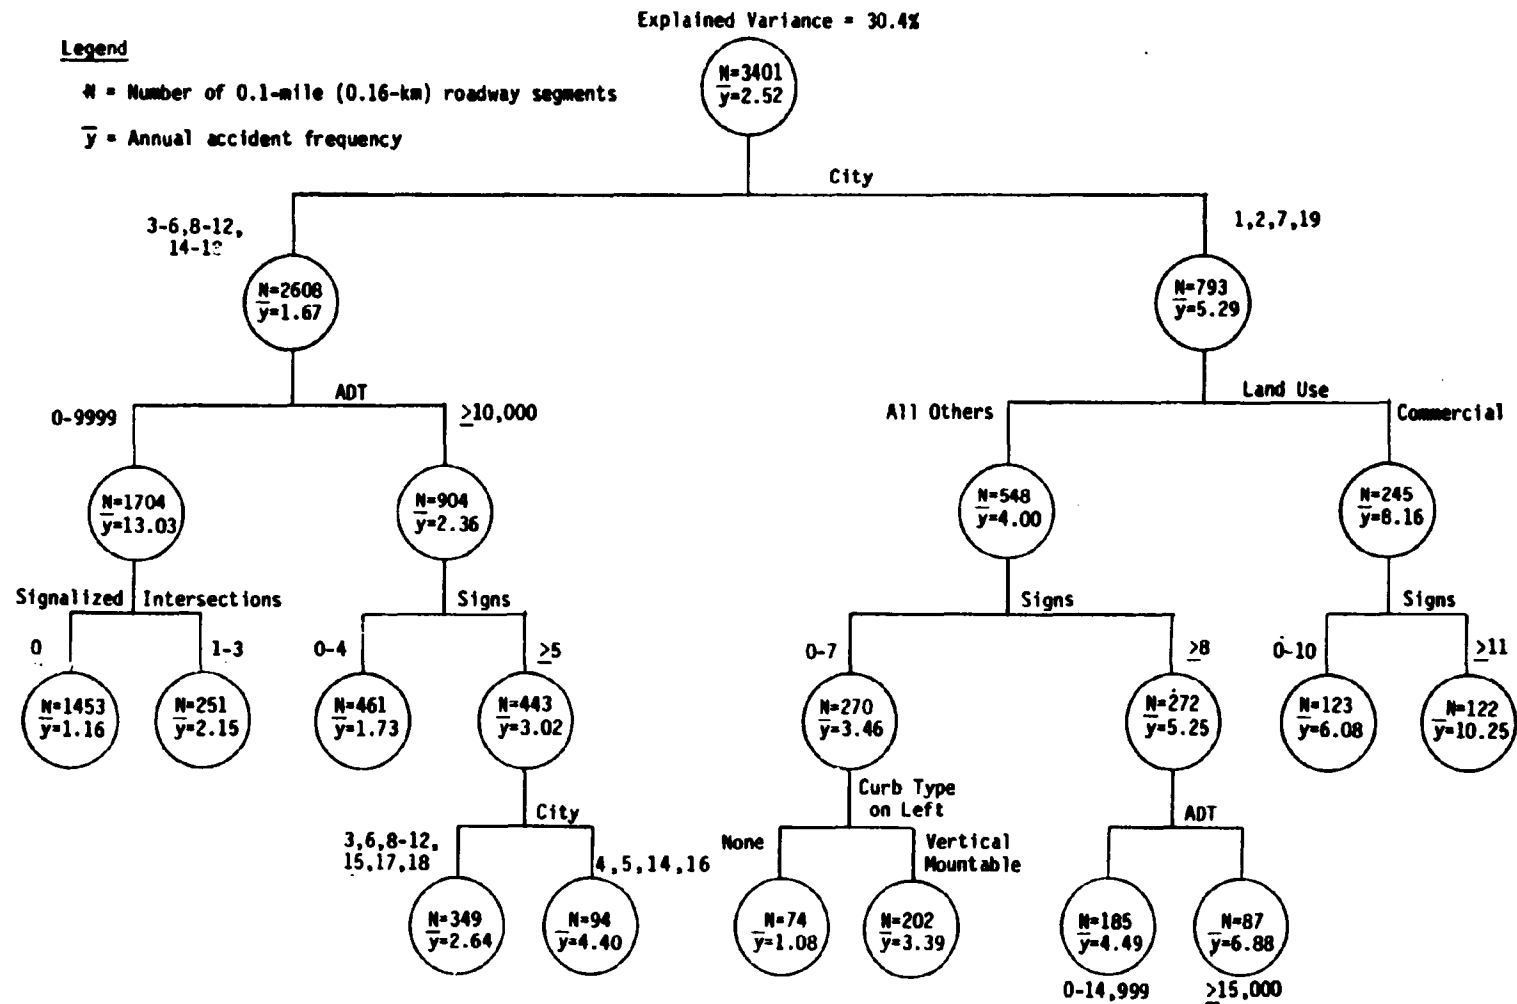 Explained Variance = 30.4%
Legend
N = Number of 0.1-mile (0.16-km) roadway segments
y̅ = Annual accident frequency
N=3401
y̅=2.52
City
3-6,8-12,
14-18
1,2,7,19
N=2608
y̅=1.67
N=793
y̅=5.29
ADT
0-9999
≥10,000
Land Use
All Others
Commercial
N=1704
y̅=13.03
N=904
y̅=2.36
N=548
y̅=4.00
N=245
y̅=8.16
Signalized Intersections
0
1-3
Signs
0-4
≥5
Signs
0-7
≥8
Signs
0-10
≥11
N=1453
y̅=1.16
N=251
y̅=2.15
N=461
y̅=1.73
N=443
y̅=3.02
N=270
y̅=3.46
N=272
y̅=5.25
N=123
y̅=6.08
N=122
y̅=10.25
City
3,6,8-12,
15,17,18
4,5,14,16
Curb Type
on Left
None
Vertical
Mountable
ADT
N=349
y̅=2.64
N=94
y̅=4.40
N=74
y̅=1.08
N=202
y̅=3.39
N=185
y̅=4.49
N=87
y̅=6.88
0-14,999
≥15,000